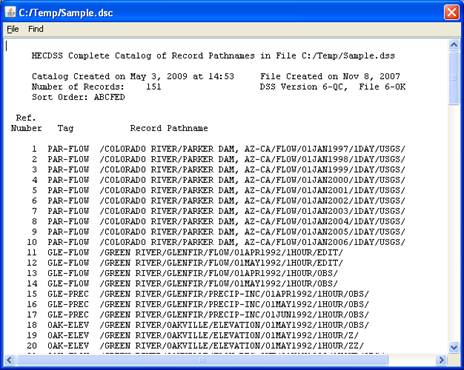 C:/Temp/Sample.dsc
File Find
HECDSS Complete Catalog of Record Pathnames in File C:/Temp/Sample.dss
Catalog Created on May 3, 2009 at 14:53 File Created on Nov 8, 2007
Number of Records: 151 DSS Version 6-QC, File 6-OK
Sort Order: ABCFED
Ref.
Number Tag Record Pathname
1 PAR-FLOW /COLORADO RIVER/PARKER DAM, AZ-CA/FLOW/01JAN1997/1DAY/USGS/
2 PAR-FLOW /COLORADO RIVER/PARKER DAM, AZ-CA/FLOW/01JAN1998/1DAY/USGS/
3 PAR-FLOW /COLORADO RIVER/PARKER DAM, AZ-CA/FLOW/01JAN1999/1DAY/USGS/
4 PAR-FLOW /COLORADO RIVER/PARKER DAM, AZ-CA/FLOW/01JAN2000/1DAY/USGS/
5 PAR-FLOW /COLORADO RIVER/PARKER DAM, AZ-CA/FLOW/01JAN2001/1DAY/USGS/
6 PAR-FLOW /COLORADO RIVER/PARKER DAM, AZ-CA/FLOW/01JAN2002/1DAY/USGS/
7 PAR-FLOW /COLORADO RIVER/PARKER DAM, AZ-CA/FLOW/01JAN2003/1DAY/USGS/
8 PAR-FLOW /COLORADO RIVER/PARKER DAM, AZ-CA/FLOW/01JAN2004/1DAY/USGS/
9 PAR-FLOW /COLORADO RIVER/PARKER DAM, AZ-CA/FLOW/01JAN2005/1DAY/USGS/
10 PAR-FLOW /COLORADO RIVER/PARKER DAM, AZ-CA/FLOW/01JAN2006/1DAY/USGS/
11 GLE-FLOW /GREEN RIVER/GLENFIR/FLOW/01APR1992/1HOUR/EDIT/
12 GLE-FLOW /GREEN RIVER/GLENFIR/FLOW/01MAY1992/1HOUR/EDIT/
13 GLE-FLOW /GREEN RIVER/GLENFIR/FLOW/01APR1992/1HOUR/OBS/
14 GLE-FLOW /GREEN RIVER/GLENFIR/FLOW/01MAY1992/1HOUR/OBS/
15 GLE-PREC /GREEN RIVER/GLENFIR/PRECIP-INC/01APR1992/1HOUR/OBS/
16 GLE-PREC /GREEN RIVER/GLENFIR/PRECIP-INC/01MAY1992/1HOUR/OBS/
17 GLE-PREC /GREEN RIVER/GLENFIR/PRECIP-INC/01JUN1992/1HOUR/OBS/
18 OAK-ELEV /GREEN RIVER/OAKVILLE/ELEVATION/01MAY1992/1HOUR/OBS/
19 OAK-ELEV /GREEN RIVER/OAKVILLE/ELEVATION/01MAY1992/1HOUR/Z/
20 OAK-ELEV /GREEN RIVER/OAKVILLE/ELEVATION/01MAY1992/1HOUR/ZZ/